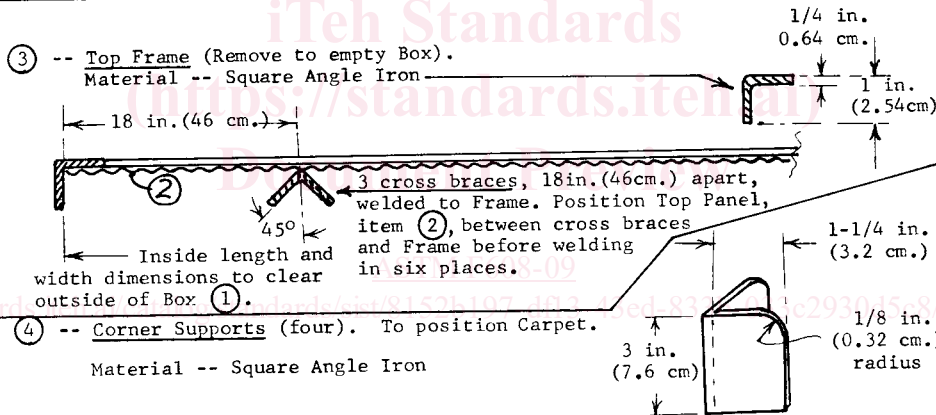 iTeh Standards
(https://standards.iteh.ai)
Document Preview
③ -- Top Frame (Remove to empty Box).
Material -- Square Angle Iron
1/4 in.
0.64 cm.
1 in.
(2.54cm)
18 in.(46 cm.)
②
3 cross braces, 18in.(46cm.) apart,
welded to Frame. Position Top Panel,
item ②, between cross braces
and Frame before welding
in six places.
45°
Inside length and
width dimensions to clear
outside of Box ①.
ASTM F608-09
④ -- Corner Supports (four). To position Carpet.
Material -- Square Angle Iron
1-1/4 in.
(3.2 cm.)
3 in.
(7.6 cm)
1/8 in.
(0.32 cm.)
radius